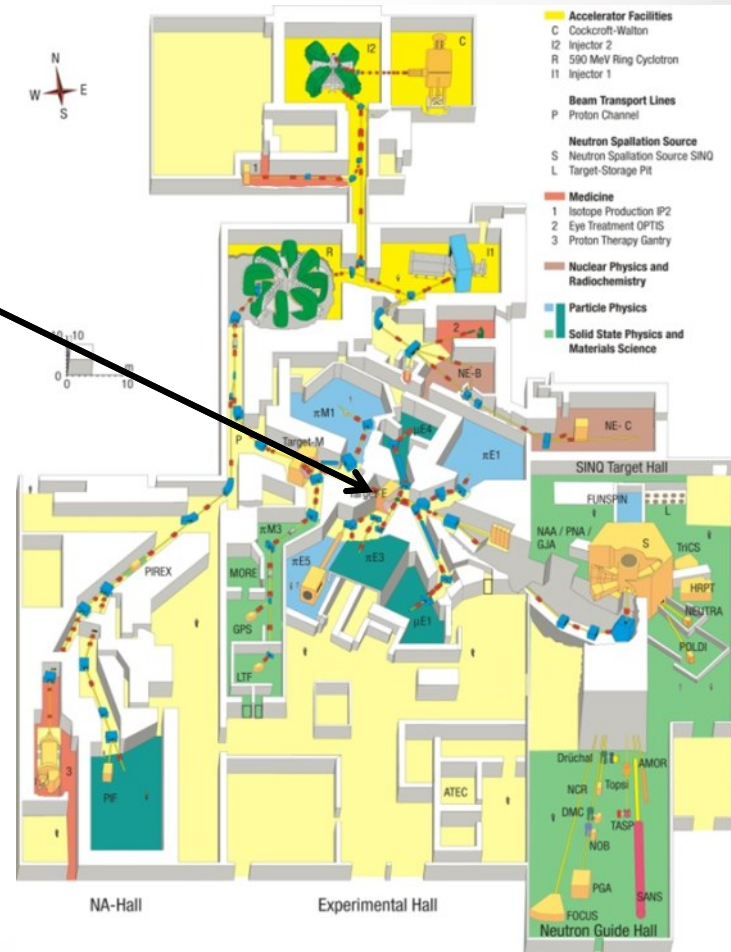 N
W E
S
Accelerator Facilities
C Cockcroft-Walton
I2 Injector 2
R 590 MeV Ring Cyclotron
I1 Injector 1
Beam Transport Lines
P Proton Channel
Neutron Spallation Source
S Neutron Spallation Source SINQ
L Target-Storage Pit
Medicine
1 Isotope Production IP2
2 Eye Treatment OPTIS
3 Proton Therapy Gantry
Nuclear Physics and
Radiochemistry
Particle Physics
Solid State Physics and
Materials Science
I2
C
1
R
I1
10
m
0
0 10
2
NE-B
πM1
μE4
πE1
NE- C
P
Target-M
SINQ Target Hall
FUNSPIN
L
NAA / PNA /
GJA
S
TriCS
HRPT
NEUTRA
POLDI
πM3
PIREX
MORE
πE5
πE3
GPS
μE1
LTF
3
PIF
ATEC
Drüchal
AMOR
NCR
Topsi
DMC
TASP
NOB
PGA
SANS
FOCUS
NA-Hall
Experimental Hall
Neutron Guide Hall